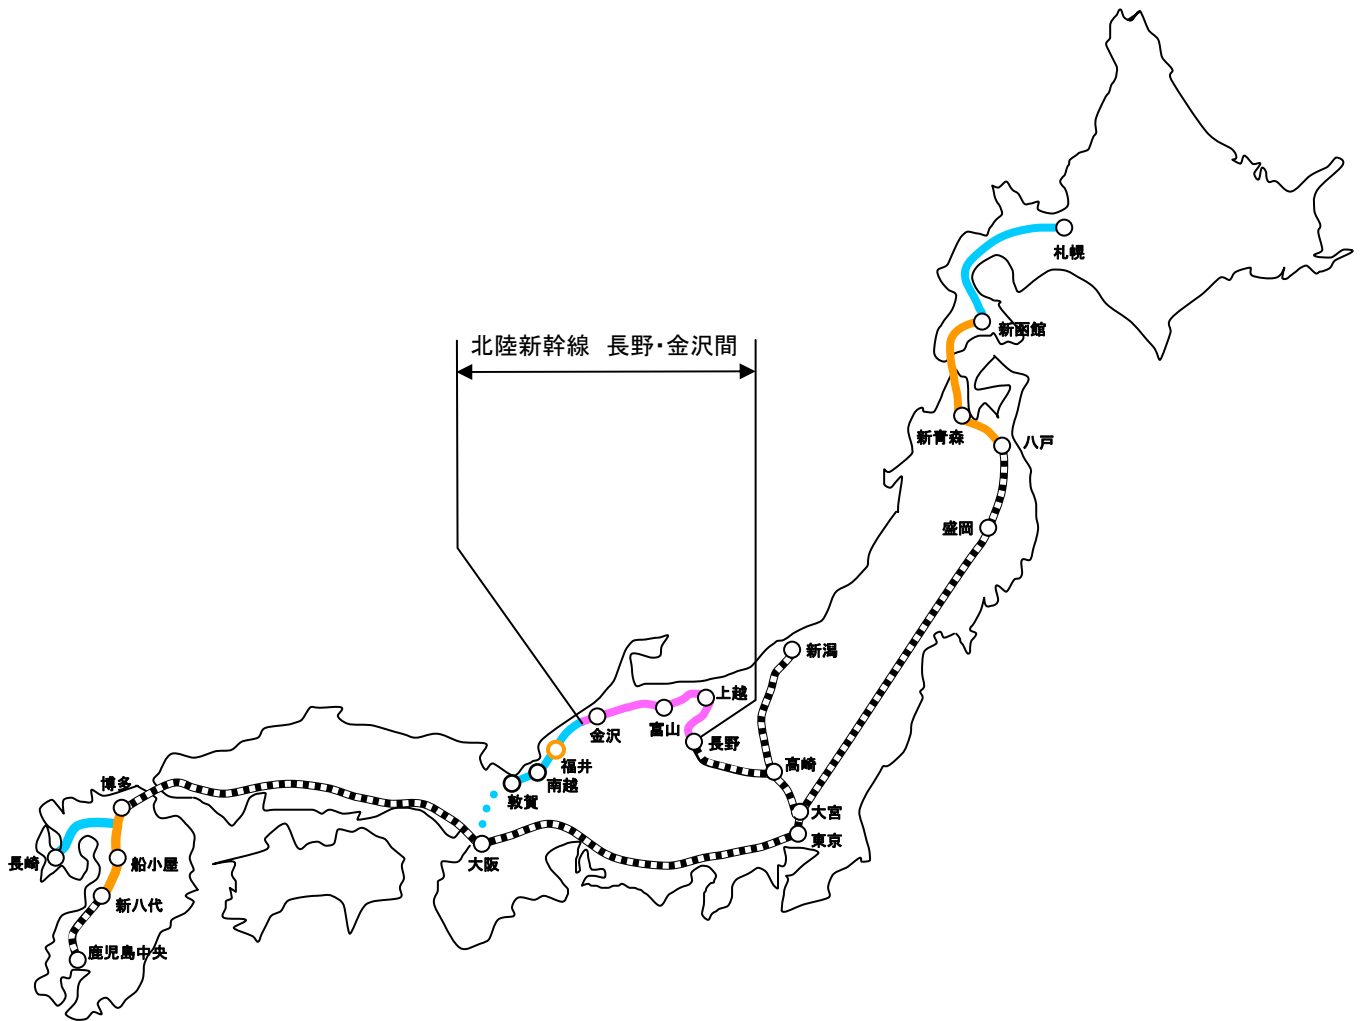 札幌
新函館
北陸新幹線　長野・金沢間
新青森
八戸
盛岡
新潟
上越
富山
金沢
長野
福井
高崎
南越
博多
敦賀
大宮
東京
長崎
船小屋
大阪
新八代
鹿児島中央